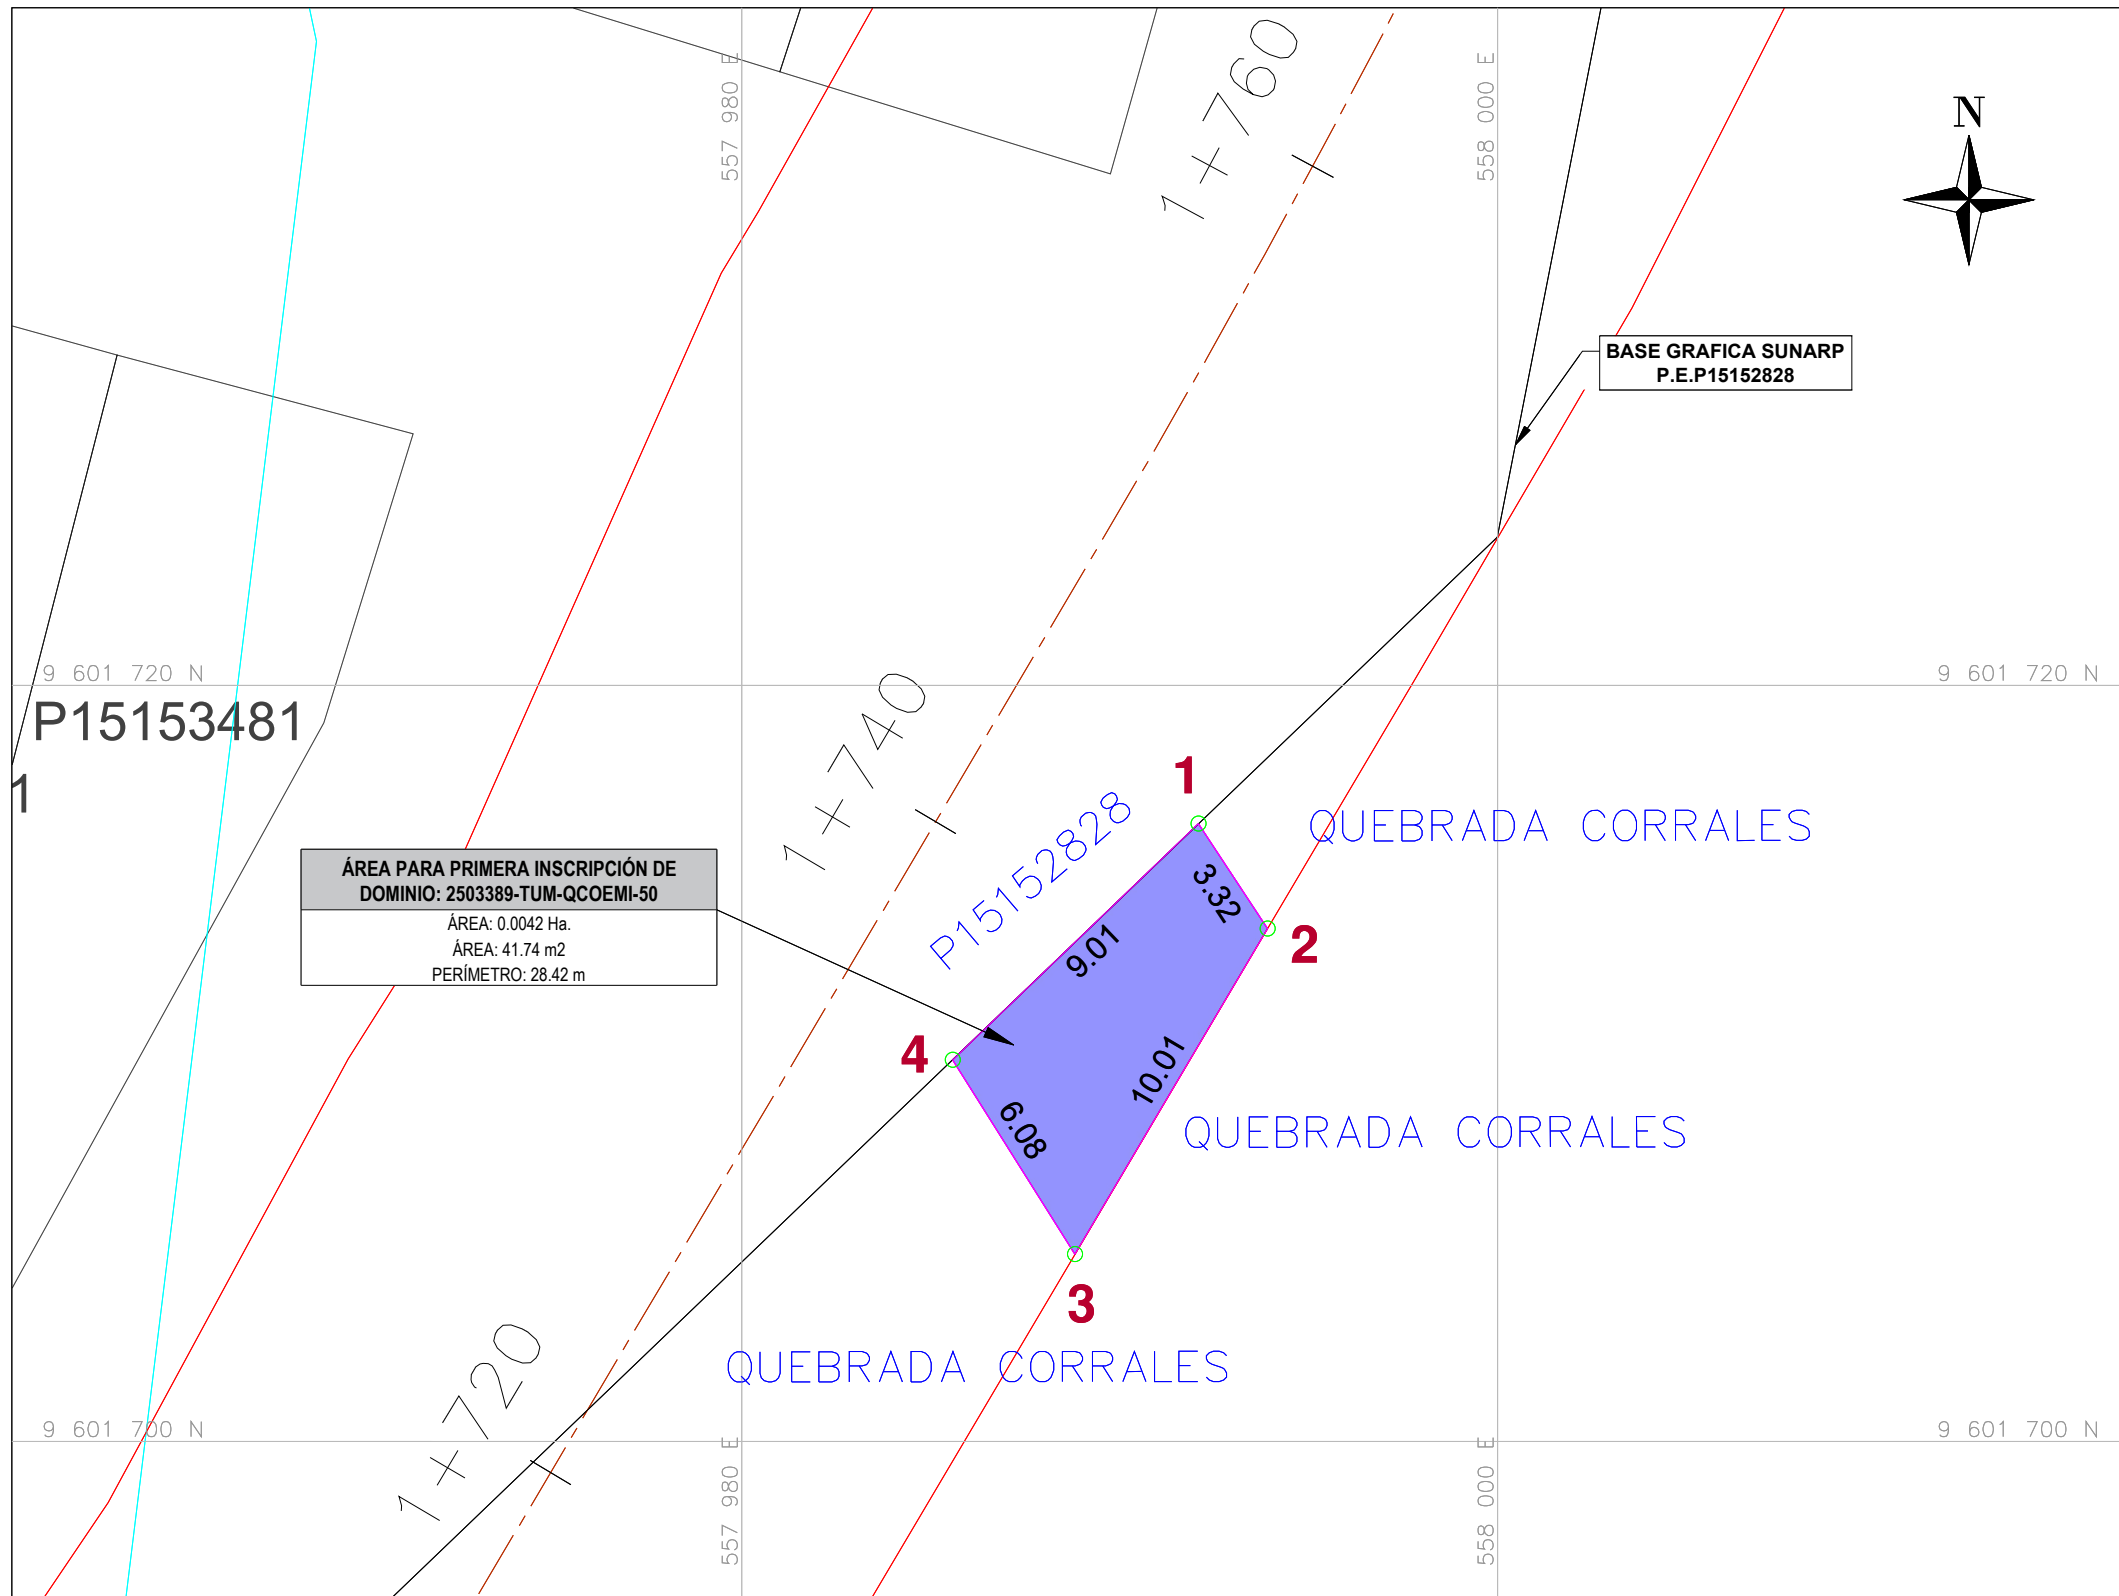 557 980 E
1+760
558 000 E
N
BASE GRAFICA SUNARP
P.E.P15152828
9 601 720 N
9 601 720 N
P15153481
1
1+740
P15152828
1
QUEBRADA CORRALES
3.32
2
9.01
ÁREA PARA PRIMERA INSCRIPCIÓN DE
DOMINIO: 2503389-TUM-QCOEMI-50
ÁREA: 0.0042 Ha.
ÁREA: 41.74 m2
PERÍMETRO: 28.42 m
4
10.01
6.08
QUEBRADA CORRALES
3
QUEBRADA CORRALES
1+720
9 601 700 N
9 601 700 N
557 980 E
558 000 E